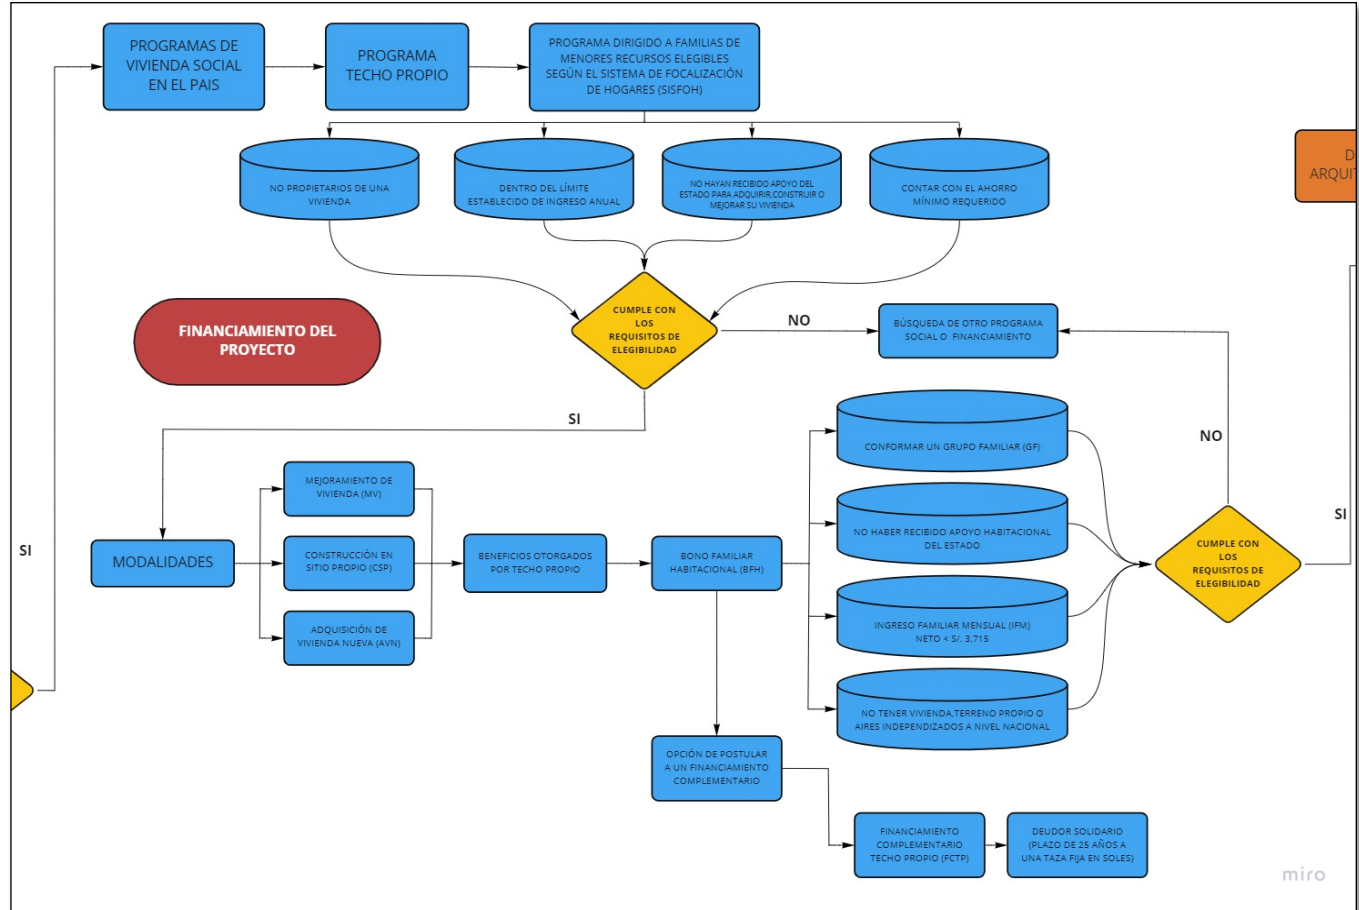 PROGRAMAS DE
VIVIENDA SOCIAL
EN EL PAIS
PROGRAMA
TECHO PROPIO
PROGRAMA DIRIGIDO A FAMILIAS DE
MENORES RECURSOS ELEGIBLES
SEGÚN EL SISTEMA DE FOCALIZACIÓN
DE HOGARES (SISFOH)
NO PROPIETARIOS DE UNA
VIVIENDA
DENTRO DEL LÍMITE
ESTABLECIDO DE INGRESO ANUAL
NO HAYAN RECIBIDO APOYO DEL
ESTADO PARA ADQUIRIR,CONSTRUIR O
MEJORAR SU VIVIENDA
CONTAR CON EL AHORRO
MÍNIMO REQUERIDO
FINANCIAMIENTO DEL
PROYECTO
CUMPLE CON
LOS
REQUISITOS DE
ELEGIBILIDAD
NO
BÚSQUEDA DE OTRO PROGRAMA
SOCIAL O FINANCIAMIENTO
SI
MODALIDADES
MEJORAMIENTO DE
VIVIENDA (MV)
CONSTRUCCIÓN EN
SITIO PROPIO (CSP)
ADQUISICIÓN DE
VIVIENDA NUEVA (AVN)
BENEFICIOS OTORGADOS
POR TECHO PROPIO
BONO FAMILIAR
HABITACIONAL (BFH)
CONFORMAR UN GRUPO FAMILIAR (GF)
NO HABER RECIBIDO APOYO HABITACIONAL
DEL ESTADO
INGRESO FAMILIAR MENSUAL (IFM)
NETO < S/. 3,715
NO TENER VIVIENDA,TERRENO PROPIO O
AIRES INDEPENDIZADOS A NIVEL NACIONAL
CUMPLE CON
LOS
REQUISITOS DE
ELEGIBILIDAD
NO
SI
SI
OPCIÓN DE POSTULAR
A UN FINANCIAMIENTO
COMPLEMENTARIO
FINANCIAMIENTO
COMPLEMENTARIO
TECHO PROPIO (FCTP)
DEUDOR SOLIDARIO
(PLAZO DE 25 AÑOS A
UNA TAZA FIJA EN SOLES)
miro